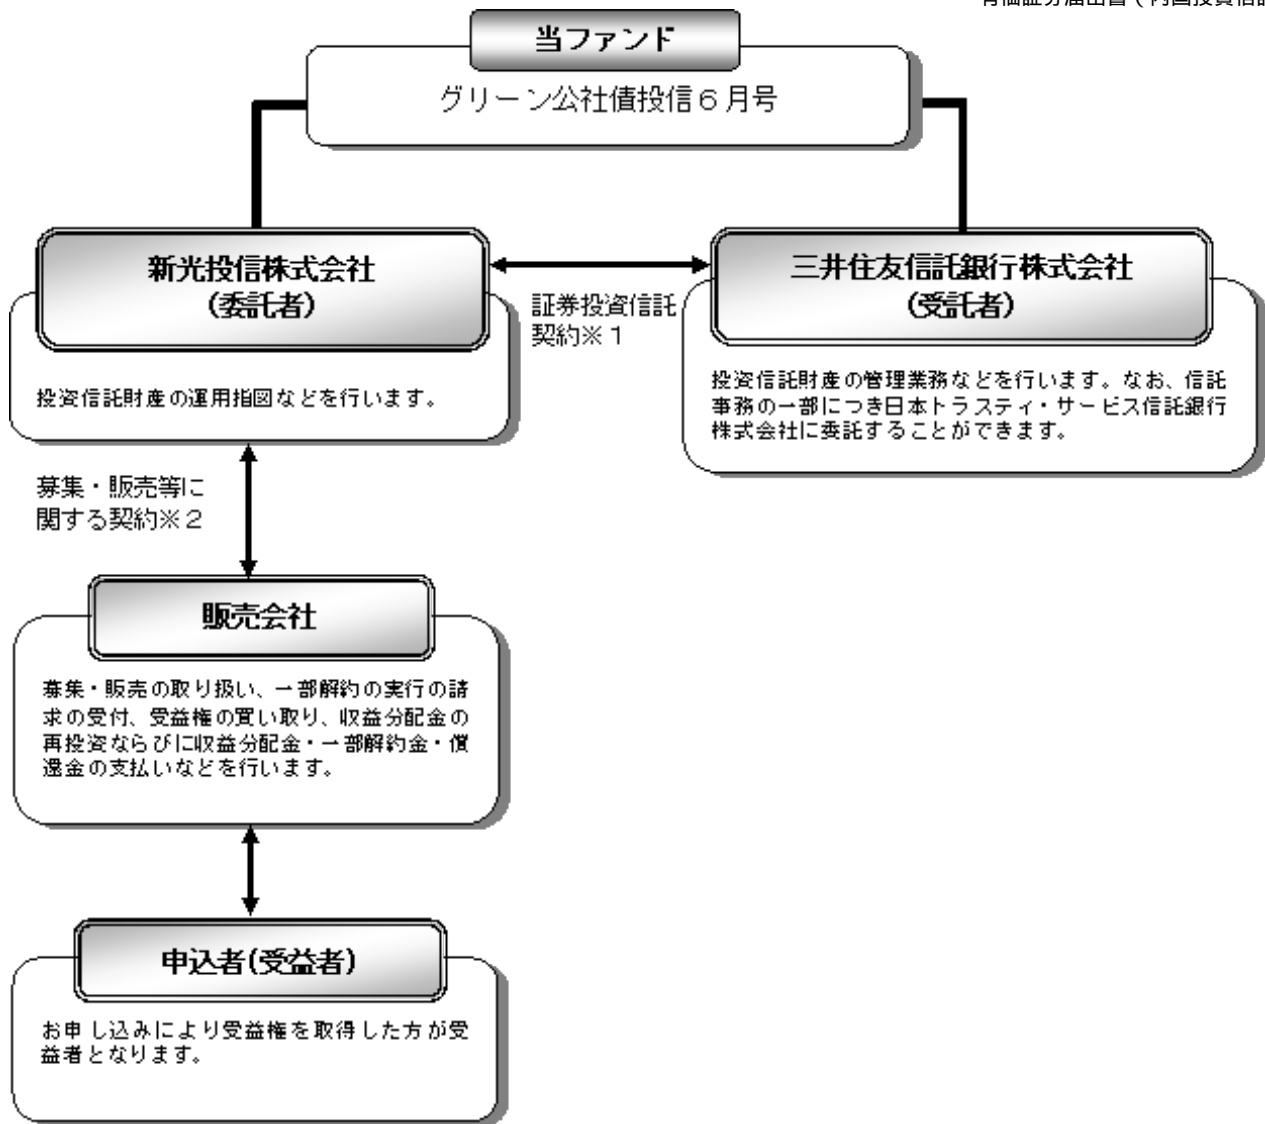 有価証券届出書（内国投資信託
当ファンド
グリーン公社債投信６月号
新光投信株式会社
(委託者)
投資信託財産の運用指図などを行います。
証券投資信託
契約※１
三井住友信託銀行株式会社
(受託者)
投資信託財産の管理業務などを行います。なお、信託
事務の一部につき日本トラスティ・サービス信託銀行
株式会社に委託することができます。
募集・販売等に
関する契約※２
販売会社
募集・販売の取り扱い、一部解約の実行の請
求の受付、受益権の買い取り、収益分配金の
再投資ならびに収益分配金・一部解約金・償
還金の支払いなどを行います。
申込者(受益者)
お申し込みにより受益権を取得した方が受
益者となります。